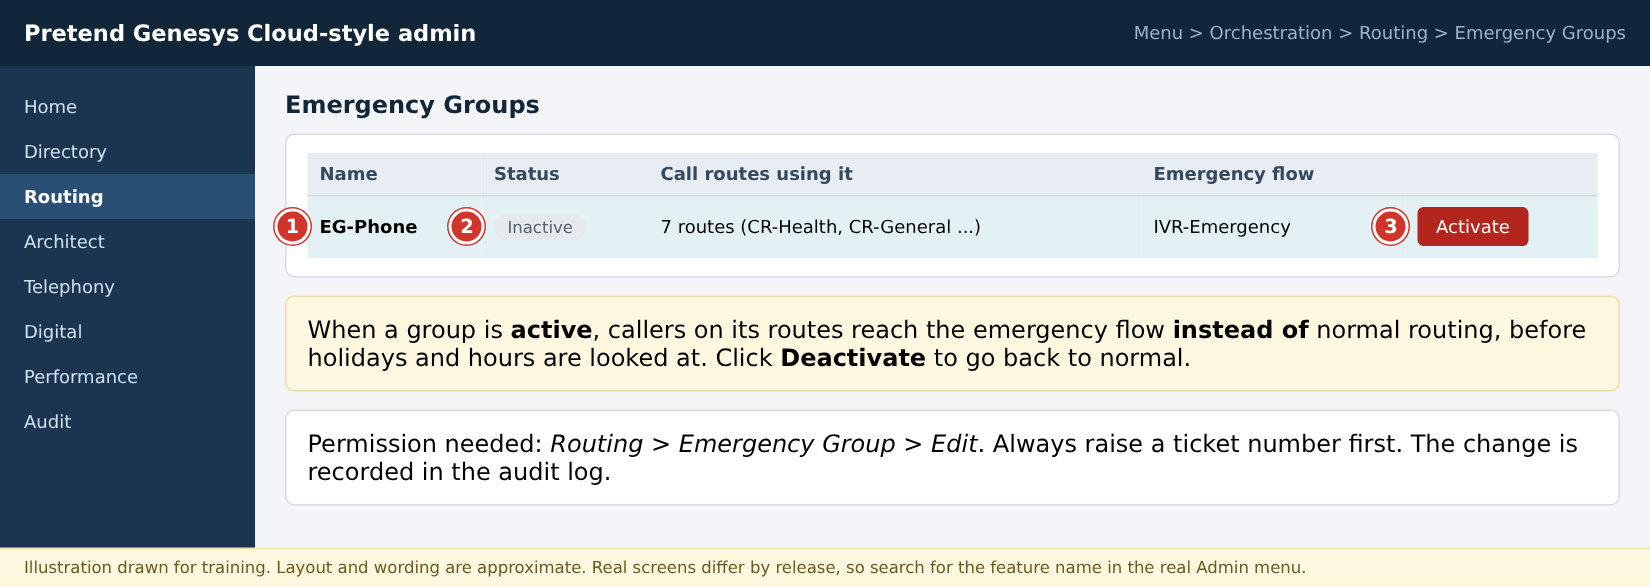 Pretend Genesys Cloud-style admin
Menu > Orchestration > Routing > Emergency Groups
Home
Directory
Routing
Architect
Telephony
Digital
Performance
Audit
Emergency Groups
Name Status Call routes using it Emergency flow
1 EG-Phone 2 Inactive 7 routes (CR-Health, CR-General ...) IVR-Emergency 3 Activate
When a group is active, callers on its routes reach the emergency flow instead of normal routing, before
holidays and hours are looked at. Click Deactivate to go back to normal.
Permission needed: Routing > Emergency Group > Edit. Always raise a ticket number first. The change is
recorded in the audit log.
Illustration drawn for training. Layout and wording are approximate. Real screens differ by release, so search for the feature name in the real Admin menu.